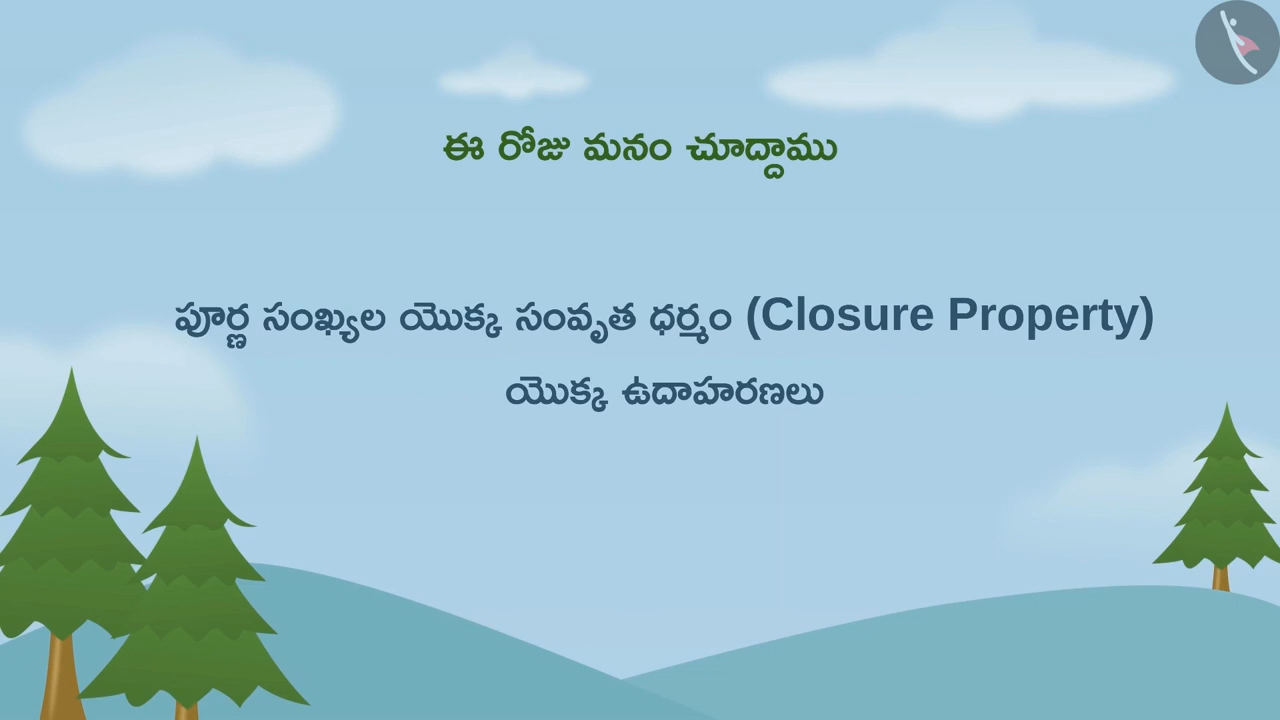 ఈ రోజు మనం చూద్దాము
పూర్ణ సంఖ్యల యొక్క సంవృత ధర్మం (Closure Property)
యొక్క ఉదాహరణలు